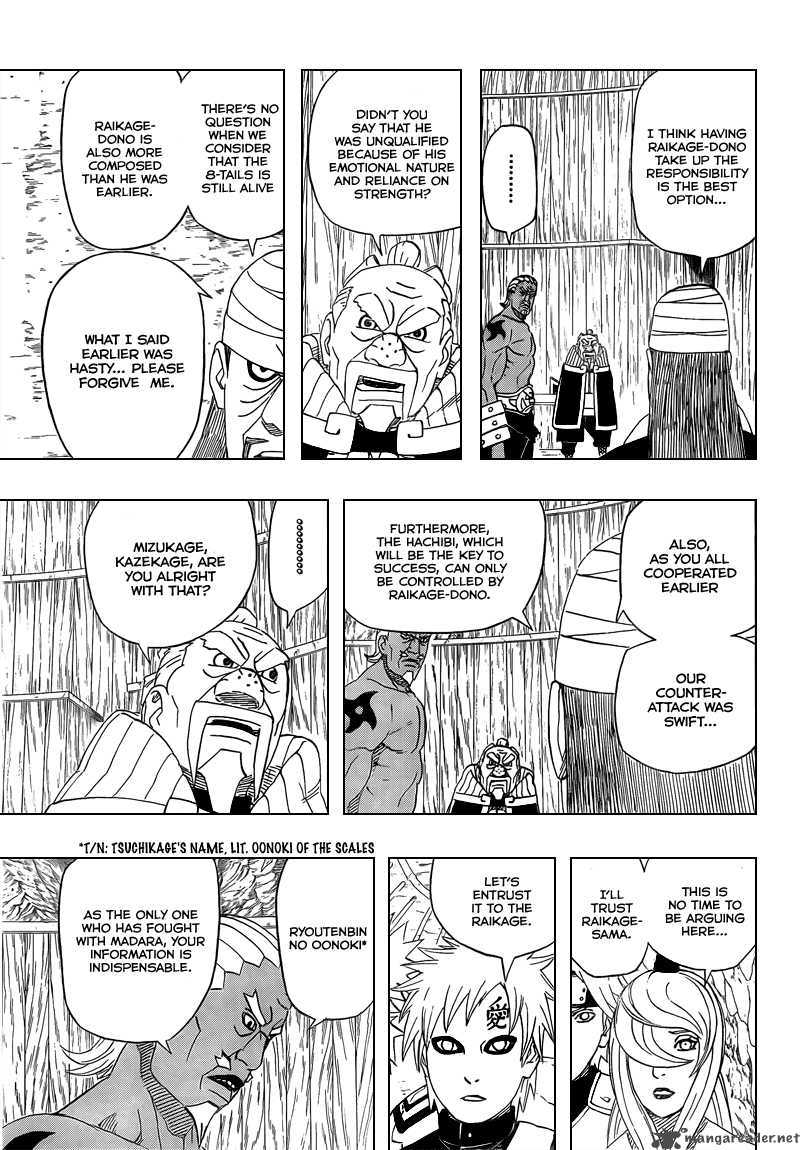 I THINK HAVING
RAIKAGE-DONO
TAKE UP THE
RESPONSIBILITY
IS THE BEST
OPTION...
.........
DIDN'T YOU
SAY THAT HE
WAS UNQUALIFIED
BECAUSE OF HIS
EMOTIONAL NATURE
AND RELIANCE ON
STRENGTH?
THERE'S NO
QUESTION
WHEN WE
CONSIDER
THAT THE
8-TAILS IS
STILL ALIVE
RAIKAGE-
DONO IS
ALSO MORE
COMPOSED
THAN HE WAS
EARLIER.
WHAT I SAID
EARLIER WAS
HASTY... PLEASE
FORGIVE ME.
ALSO,
AS YOU ALL
COOPERATED
EARLIER
OUR
COUNTER-
ATTACK WAS
SWIFT...
FURTHERMORE,
THE HACHIBI, WHICH
WILL BE THE KEY TO
SUCCESS, CAN ONLY
BE CONTROLLED BY
RAIKAGE-DONO.
.........
MIZUKAGE,
KAZEKAGE, ARE
YOU ALRIGHT
WITH THAT?
*T/N: TSUCHIKAGE'S NAME, LIT. OONOKI OF THE SCALES
THIS IS
NO TIME TO
BE ARGUING
HERE...
I'LL
TRUST
RAIKAGE-
SAMA.
LET'S
ENTRUST
IT TO THE
RAIKAGE.
愛
RYOUTENBIN
NO OONOKI*
AS THE ONLY ONE
WHO HAS FOUGHT
WITH MADARA, YOUR
INFORMATION IS
INDISPENSABLE.
mangareader.net